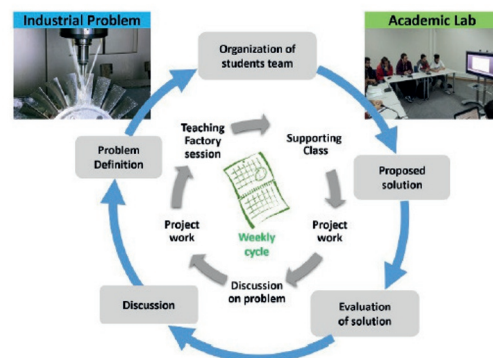 Industrial Problem
Academic Lab
Organization of
students team
Teaching
Factory
session
Supporting
Class
Problem
Definition
Proposed
solution
Project
work
Weekly
cycle
Project
work
Discussion
on problem
Discussion
Evaluation
of solution